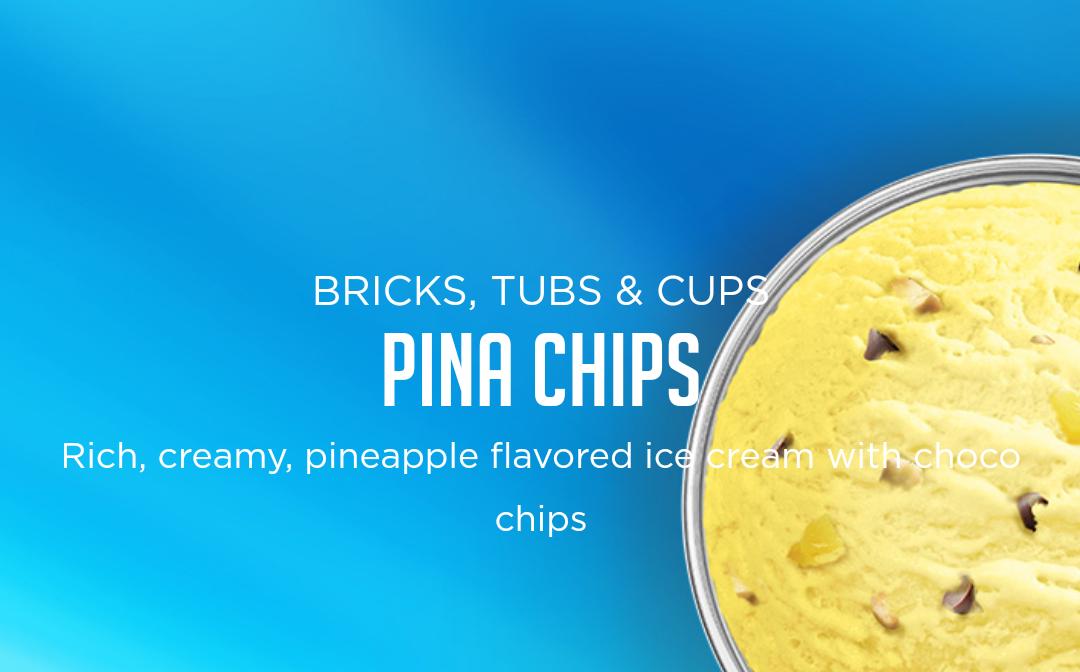 BRICKS, TUBS & CUPS
PINA CHIPS
Rich, creamy, pineapple flavored ice cream with choco
chips